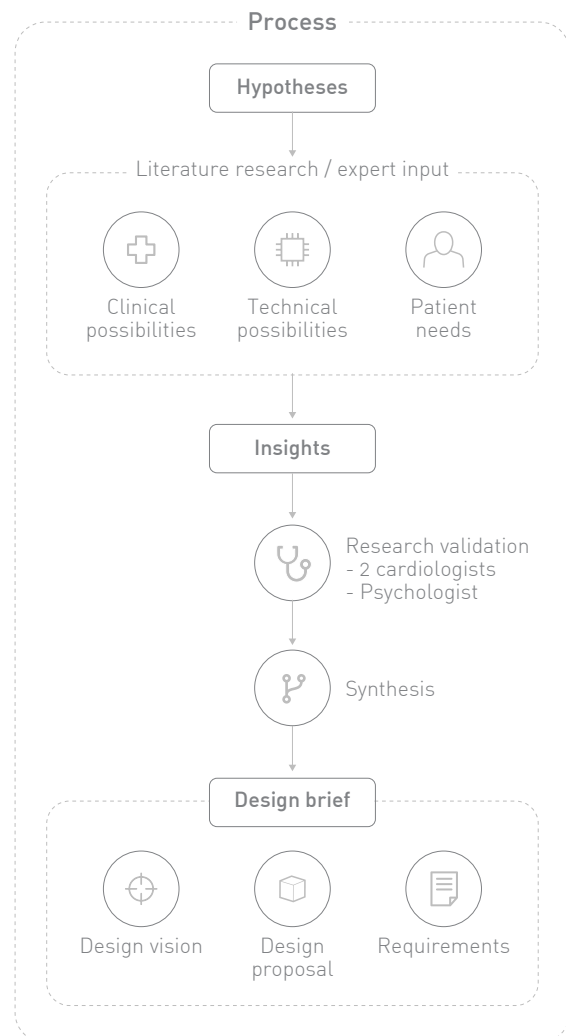 Process
Hypotheses
Literature research / expert input
Clinical
possibilities
Technical
possibilities
Patient
needs
Insights
Research validation
- 2 cardiologists
- Psychologist
Synthesis
Design brief
Design vision
Design
proposal
Requirements